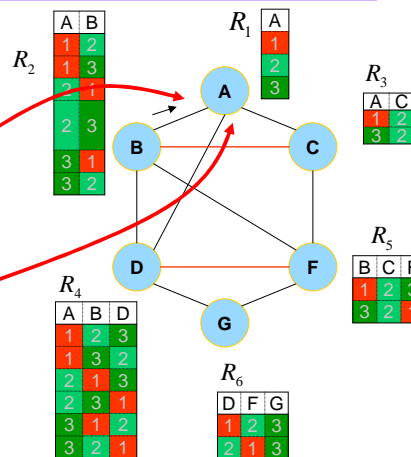 R2
A B
1 2
1 3
2 1
2 3
3 1
3 2
R1
A
1
2
3
R3
A C
1 2
3 2
A
B
C
D
F
G
R4
A B D
1 2 3
1 3 2
2 1 3
2 3 1
3 1 2
3 2 1
R5
B C F
1 2 3
3 2 1
R6
D F G
1 2 3
2 1 3